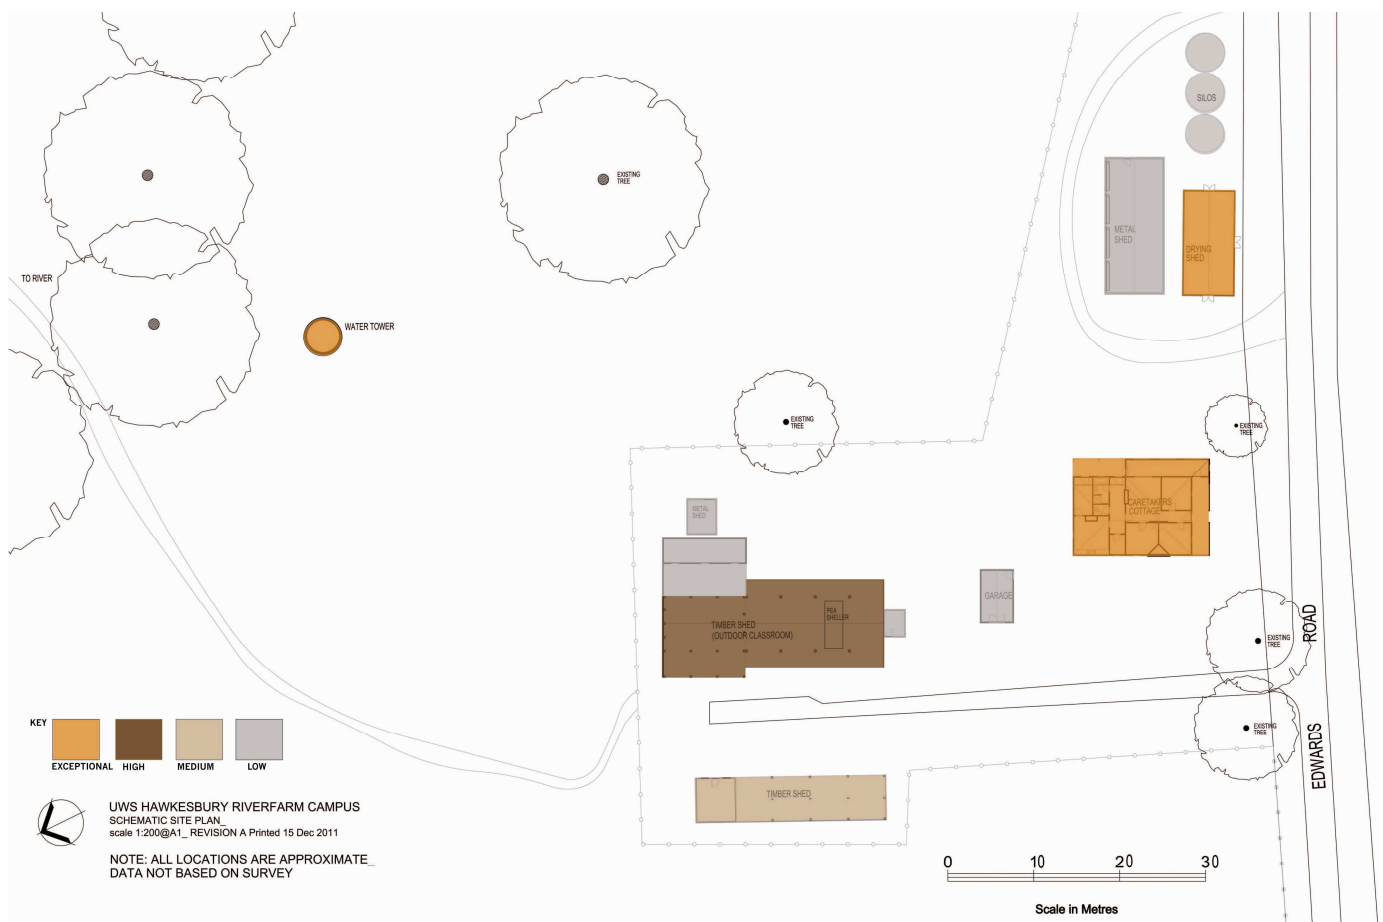 SILOS
EXISTING
TREE
METAL
SHED
DRYING
SHED
TO RIVER
WATER TOWER
EXISTING
TREE
EXISTING
TREE
CARETAKERS
COTTAGE
METAL
SHED
GARAGE
PEA
SHELLER
TIMBER SHED
(OUTDOOR CLASSROOM)
ROAD
EXISTING
TREE
EXISTING
TREE
EDWARDS
KEY
EXCEPTIONAL HIGH MEDIUM LOW
TIMBER SHED
UWS HAWKESBURY RIVERFARM CAMPUS
SCHEMATIC SITE PLAN_
scale 1:200@A1_ REVISION A Printed 15 Dec 2011
NOTE: ALL LOCATIONS ARE APPROXIMATE_
DATA NOT BASED ON SURVEY
0 10 20 30
Scale in Metres